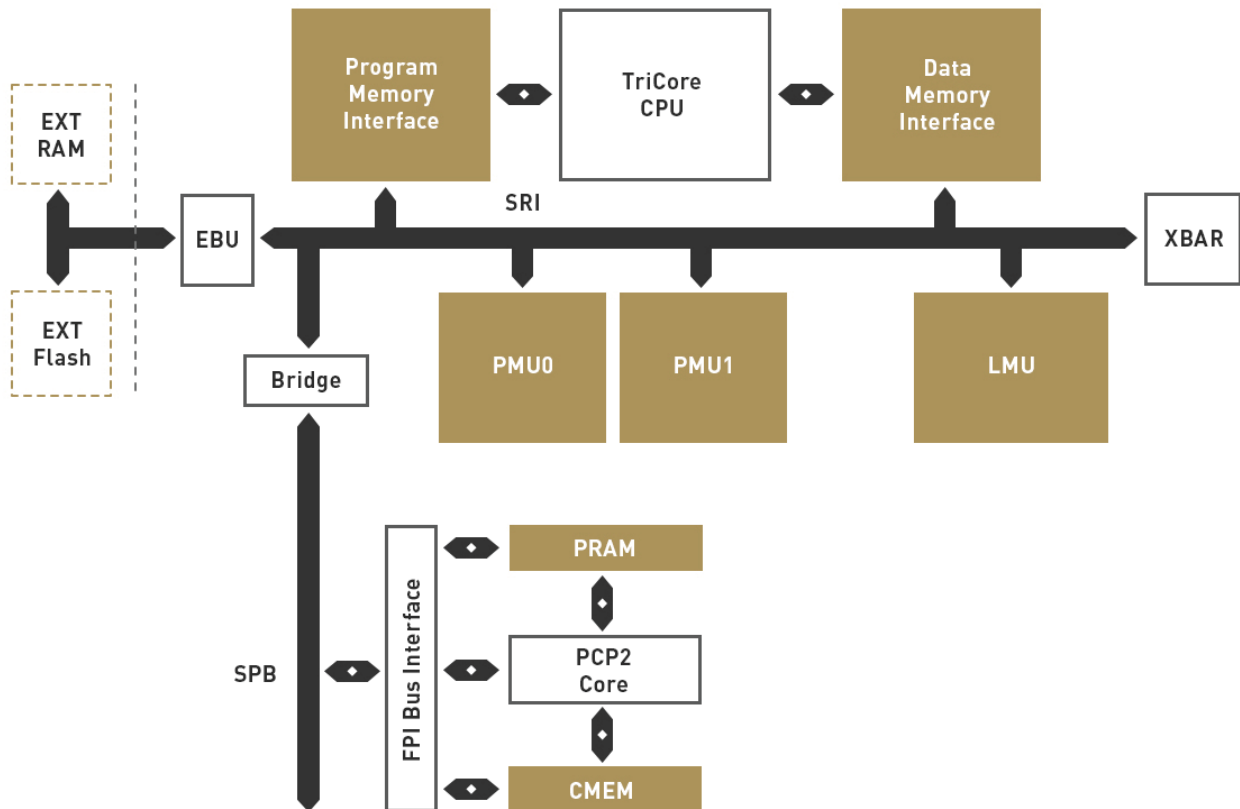 Program
Memory
Interface
TriCore
CPU
Data
Memory
Interface
EXT
RAM
SRI
EBU
XBAR
EXT
Flash
Bridge
PMU0
PMU1
LMU
FPI Bus Interface
PRAM
SPB
PCP2
Core
CMEM